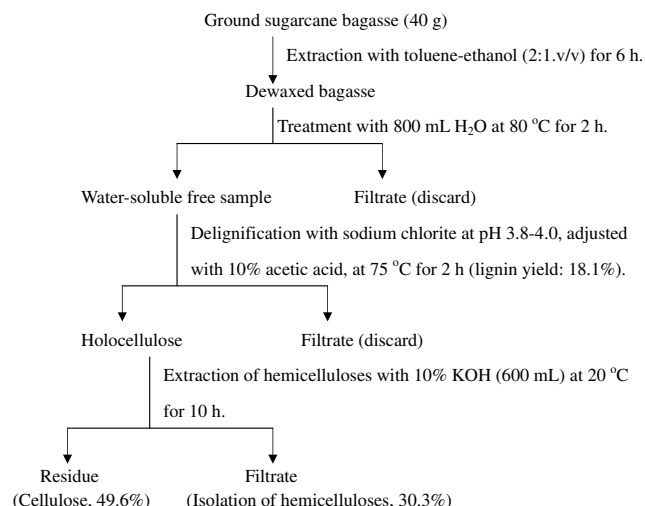 Ground sugarcane bagasse (40 g)
Extraction with toluene-ethanol (2:1.v/v) for 6 h.
Dewaxed bagasse
Treatment with 800 mL H₂O at 80 °C for 2 h.
Water-soluble free sample Filtrate (discard)
Delignification with sodium chlorite at pH 3.8-4.0, adjusted
with 10% acetic acid, at 75 °C for 2 h (lignin yield: 18.1%).
Holocellulose Filtrate (discard)
Extraction of hemicelluloses with 10% KOH (600 mL) at 20 °C
for 10 h.
Residue Filtrate
(Cellulose, 49.6%) (Isolation of hemicelluloses, 30.3%)